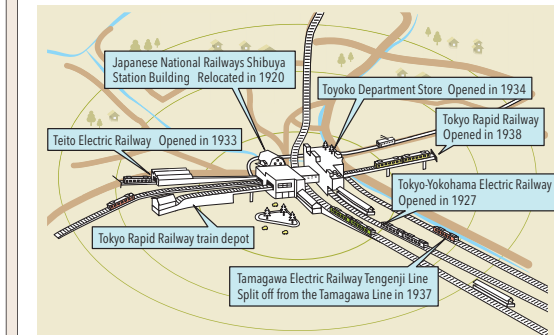 Japanese National Railways Shibuya
Station Building Relocated in 1920
Toyoko Department Store Opened in 1934
Tokyo Rapid Railway
Opened in 1938
Teito Electric Railway Opened in 1933
Tokyo-Yokohama Electric Railway
Opened in 1927
Tokyo Rapid Railway train depot
Tamagawa Electric Railway Tengenji Line
Split off from the Tamagawa Line in 1937